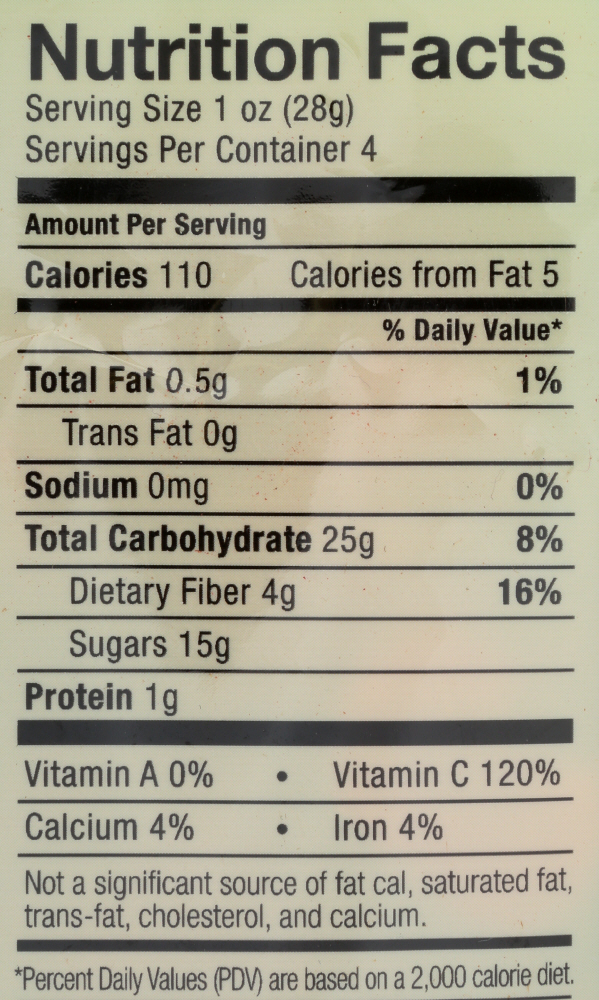 Nutrition Facts
Serving Size 1 oz (28g)
Servings Per Container 4
Amount Per Serving
Calories 110 Calories from Fat 5
% Daily Value*
Total Fat 0.5g 1%
Trans Fat 0g
Sodium 0mg 0%
Total Carbohydrate 25g 8%
Dietary Fiber 4g 16%
Sugars 15g
Protein 1g
Vitamin A 0% • Vitamin C 120%
Calcium 4% • Iron 4%
Not a significant source of fat cal, saturated fat,
trans-fat, cholesterol, and calcium.
*Percent Daily Values (PDV) are based on a 2,000 calorie diet.